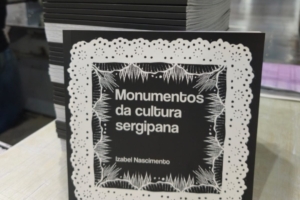 Monumentos
da cultura
sergipana
Izabel Nascimento